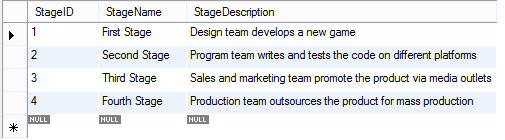 StageID StageName StageDescription
1 First Stage Design team develops a new game
2 Second Stage Program team writes and tests the code on different platforms
3 Third Stage Sales and marketing team promote the product via media outlets
4 Fourth Stage Production team outsources the product for mass production
NULL NULL NULL